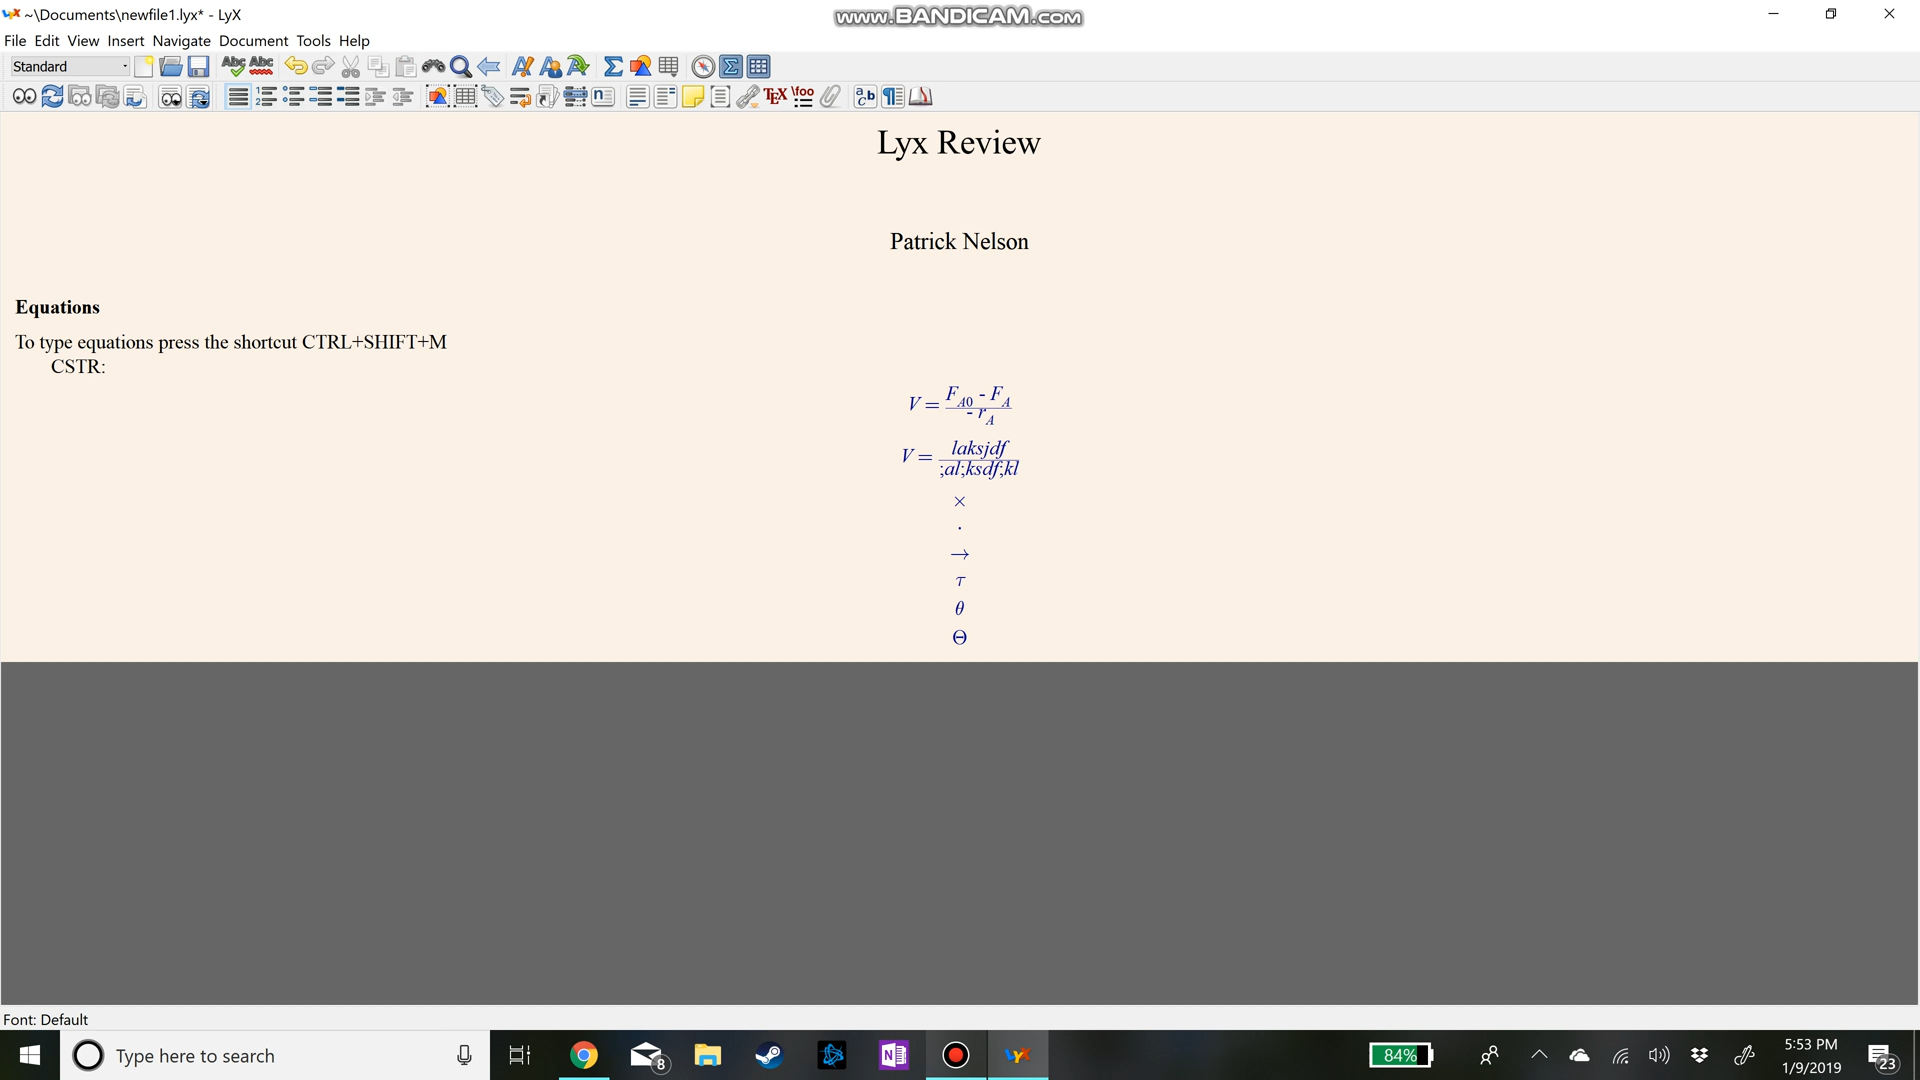 ~\Documents\newfile1.lyx* - LyX
www.BANDICAM.com
File Edit View Insert Navigate Document Tools Help
Standard
Lyx Review
Patrick Nelson
Equations
To type equations press the shortcut CTRL+SHIFT+M
CSTR:
V = F_A0 - F_A / - r_A
V = laksjdf / ;al;ksdf;kl
×
·
→
τ
θ
Θ
Font: Default
Type here to search
8
84%
5:53 PM
1/9/2019
23